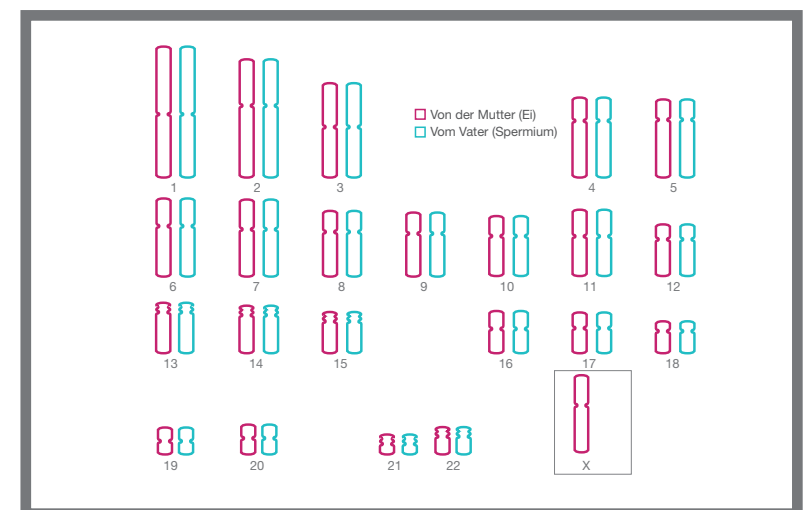 Von der Mutter (Ei)
Vom Vater (Spermium)
1 2 3 4 5
6 7 8 9 10 11 12
13 14 15 16 17 18
19 20 21 22 X